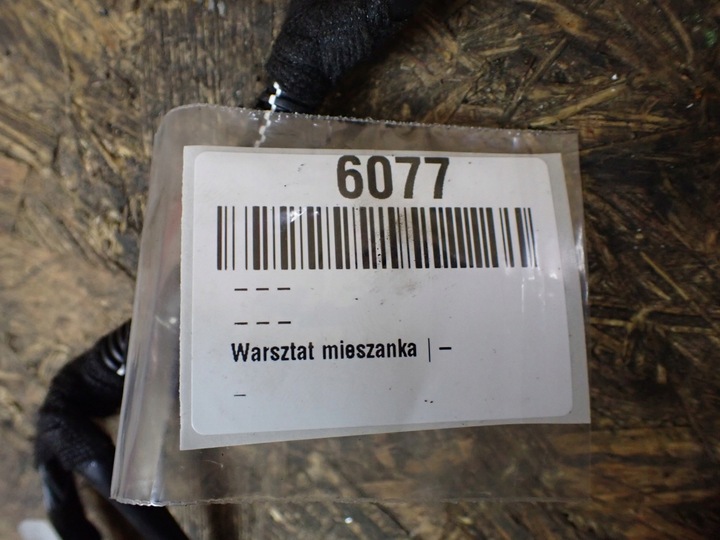 6077
– – –
– – –
Warsztat mieszanka | –
–